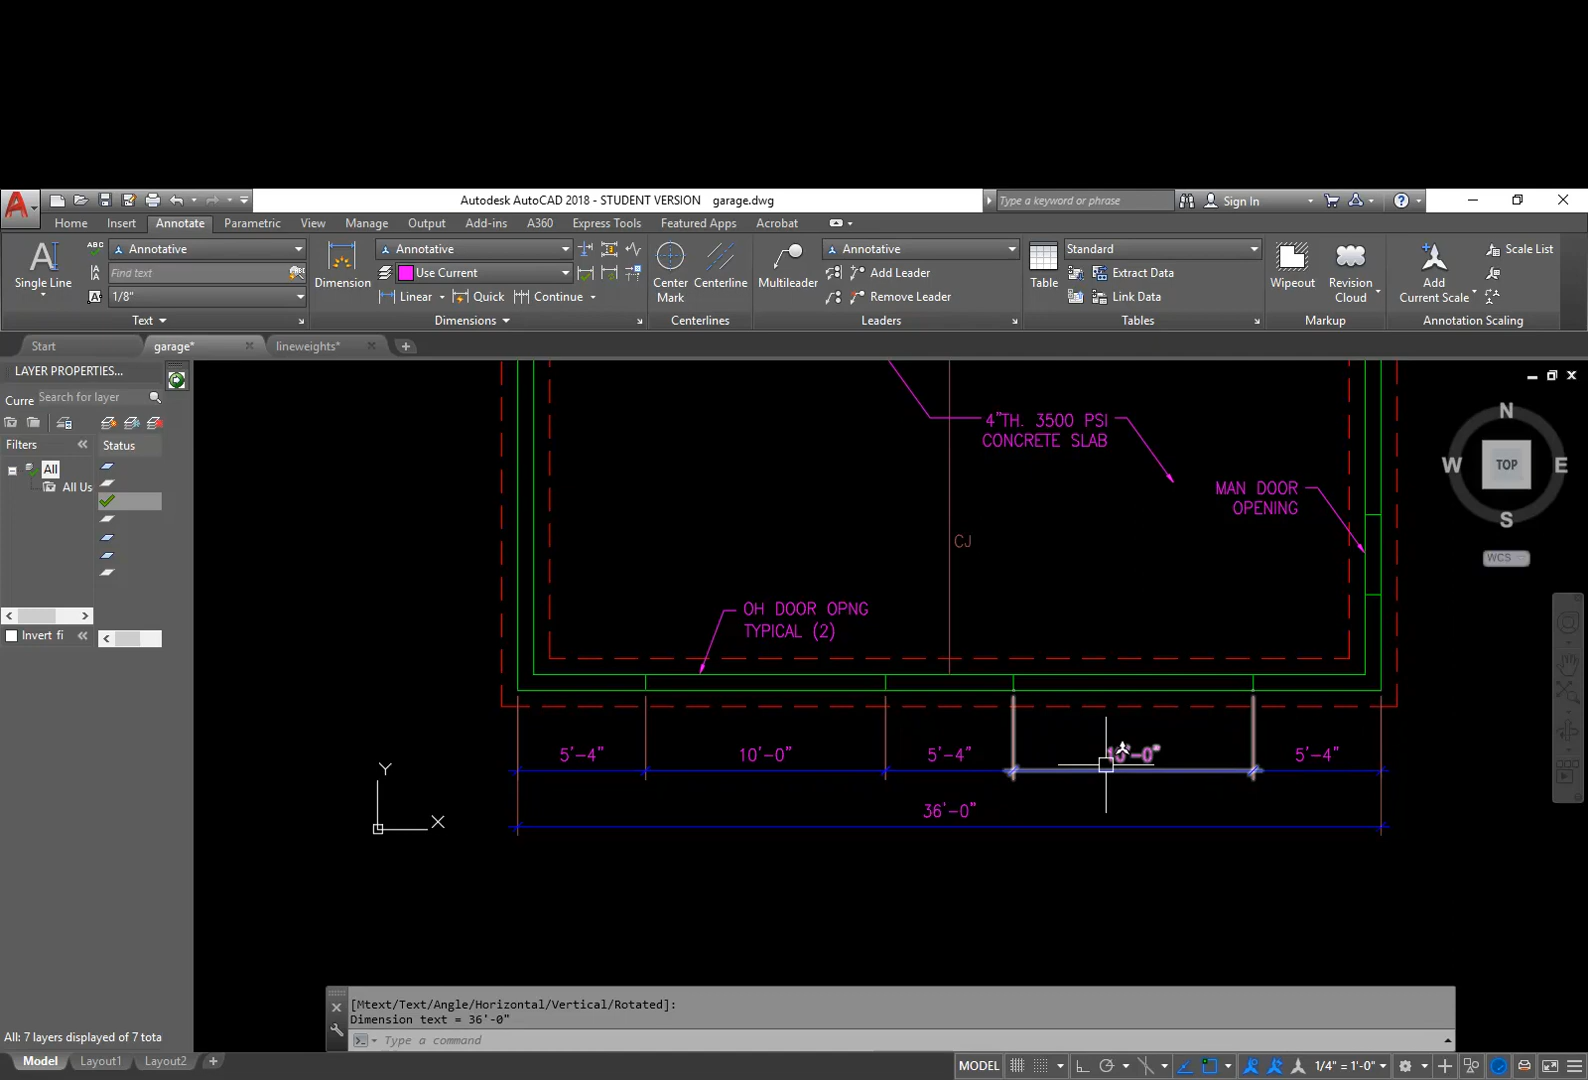 Autodesk AutoCAD 2018 - STUDENT VERSION garage.dwg
Type a keyword or phrase
Sign In
Home Insert Annotate Parametric View Manage Output Add-ins A360 Express Tools Featured Apps Acrobat
Single Line
Annotative
Find text
1/8"
Text
Dimension
Annotative
Use Current
Linear Quick Continue
Dimensions
Center Mark
Centerline
Centerlines
Multileader
Annotative
Add Leader
Remove Leader
Leaders
Table
Standard
Extract Data
Link Data
Tables
Wipeout
Revision Cloud
Markup
Add Current Scale
Scale List
Annotation Scaling
Start garage* lineweights*
LAYER PROPERTIES...
Curre Search for layer
Filters
Status
All
All Us
Invert fi
All: 7 layers displayed of 7 tota
4"TH. 3500 PSI
CONCRETE SLAB
MAN DOOR
OPENING
CJ
OH DOOR OPNG
TYPICAL (2)
5'-4" 10'-0" 5'-4" 10'-0" 5'-4"
36'-0"
Y
X
N
W TOP E
S
WCS
[Mtext/Text/Angle/Horizontal/Vertical/Rotated]:
Dimension text = 36'-0"
Type a command
Model Layout1 Layout2
MODEL
1/4" = 1'-0"